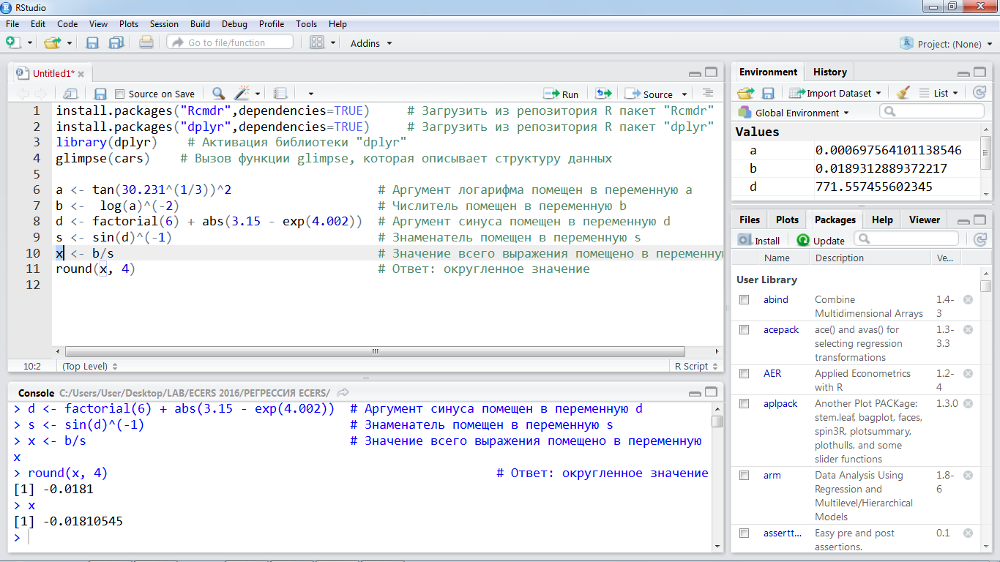 RStudio
File Edit Code View Plots Session Build Debug Profile Tools Help
Go to file/function Addins Project: (None)
Untitled1*
Source on Save Run Source
1 install.packages("Rcmdr",dependencies=TRUE) # Загрузить из репозитория R пакет "Rcmdr"
2 install.packages("dplyr",dependencies=TRUE) # Загрузить из репозитория R пакет "dplyr"
3 library(dplyr) # Активация библиотеки "dplyr"
4 glimpse(cars) # Вызов функции glimpse, которая описывает структуру данных
5
6 a <- tan(30.231^(1/3))^2 # Аргумент логарифма помещен в переменную a
7 b <-  log(a)^(-2) # Числитель помещен в переменную b
8 d <- factorial(6) + abs(3.15 - exp(4.002)) # Аргумент синуса помещен в переменную d
9 s <- sin(d)^(-1) # Знаменатель помещен в переменную s
10 x <- b/s # Значение всего выражения помещено в переменну
11 round(x, 4) # Ответ: округленное значение
12
10:2 (Top Level) R Script
Console C:/Users/User/Desktop/LAB/ECERS 2016/РЕГРЕССИЯ ECERS/
> d <- factorial(6) + abs(3.15 - exp(4.002)) # Аргумент синуса помещен в переменную d
> s <- sin(d)^(-1) # Знаменатель помещен в переменную s
> x <- b/s # Значение всего выражения помещено в переменную
x
> round(x, 4) # Ответ: округленное значение
[1] -0.0181
> x
[1] -0.01810545
>
Environment History
Import Dataset List
Global Environment
Values
a 0.000697564101138546
b 0.0189312889372217
d 771.557455602345
Files Plots Packages Help Viewer
Install Update
Name Description Ve...
User Library
abind Combine 1.4-
Multidimensional Arrays 3
acepack ace() and avas() for 1.3-
selecting regression 3.3
transformations
AER Applied Econometrics 1.2-
with R 4
aplpack Another Plot PACKage: 1.3.0
stem.leaf, bagplot, faces,
spin3R, plotsummary,
plothulls, and some
slider functions
arm Data Analysis Using 1.8-
Regression and 6
Multilevel/Hierarchical
Models
assertt... Easy pre and post 0.1
assertions.